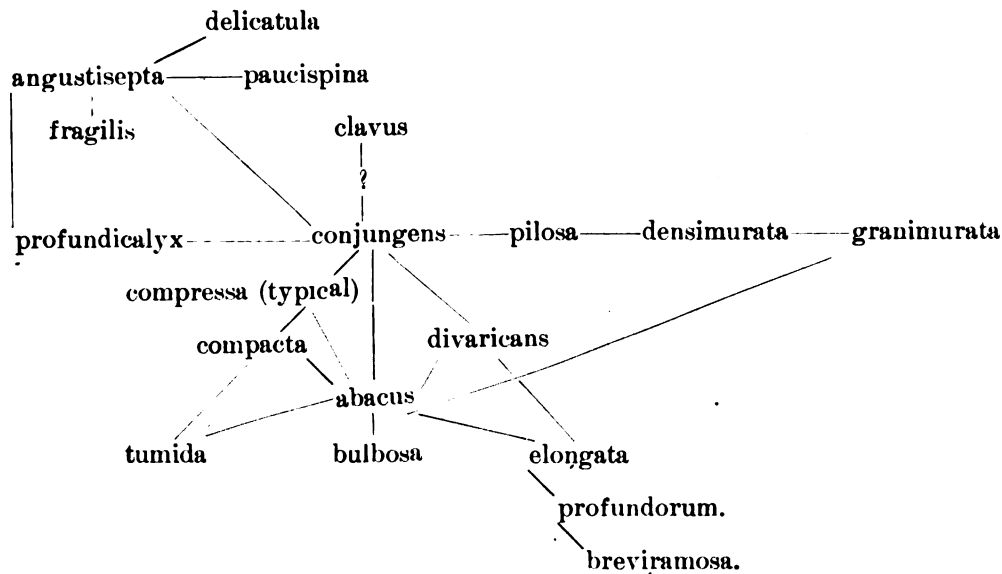 delicatula
angustisepta paucispina
fragilis clavus
?
profundicalyx conjungens pilosa densimurata granimurata
compressa (typical)
compacta divaricans
abacus
tumida bulbosa elongata
profundorum.
breviramosa.